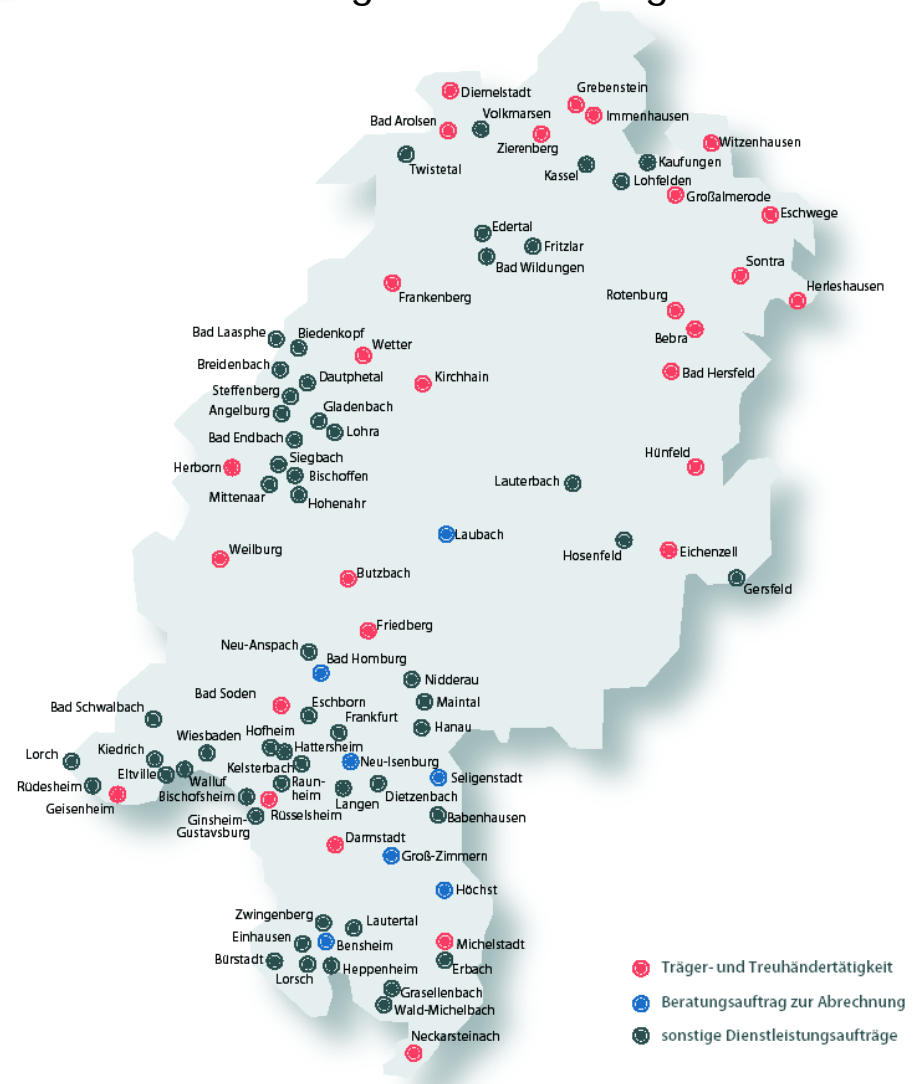 Diemelstadt
Grebenstein
Volkmarsen
Immenhausen
Bad Arolsen
Zierenberg
Witzenhausen
Twistetal
Kassel
Kaufungen
Lohfelden
Großalmerode
Eschwege
Edertal
Fritzlar
Bad Wildungen
Sontra
Herleshausen
Frankenberg
Rotenburg
Bebra
Bad Laasphe
Biedenkopf
Wetter
Breidenbach
Dautphetal
Kirchhain
Bad Hersfeld
Steffenberg
Angelburg
Gladenbach
Lohra
Bad Endbach
Siegbach
Herborn
Bischoffen
Mittenaar
Hohenahr
Hünfeld
Lauterbach
Laubach
Hosenfeld
Eichenzell
Gersfeld
Weilburg
Butzbach
Friedberg
Neu-Anspach
Bad Homburg
Nidderau
Bad Soden
Eschborn
Maintal
Bad Schwalbach
Frankfurt
Hanau
Wiesbaden
Hofheim
Hattersheim
Lorch
Kiedrich
Kelsterbach
Neu-Isenburg
Eltville
Seligenstadt
Rüdesheim
Walluf
Raun-
heim
Geisenheim
Bischofsheim
Langen
Dietzenbach
Ginsheim-
Gustavsburg
Rüsselsheim
Babenhausen
Darmstadt
Groß-Zimmern
Höchst
Zwingenberg
Lautertal
Einhausen
Bensheim
Michelstadt
Bürstadt
Lorsch
Heppenheim
Erbach
Grasellenbach
Wald-Michelbach
Neckarsteinach
Träger- und Treuhändertätigkeit
Beratungsauftrag zur Abrechnung
sonstige Dienstleistungsaufträge